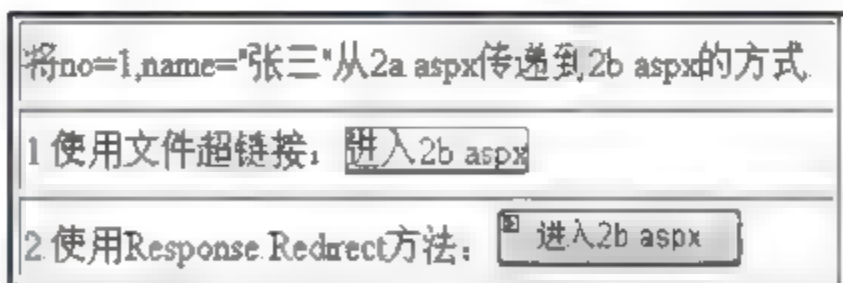 将no=1,name="张三"从2a aspx传递到2b aspx的方式
1 使用文件超链接：进入2b aspx
2 使用Response Redirect方法：进入2b aspx